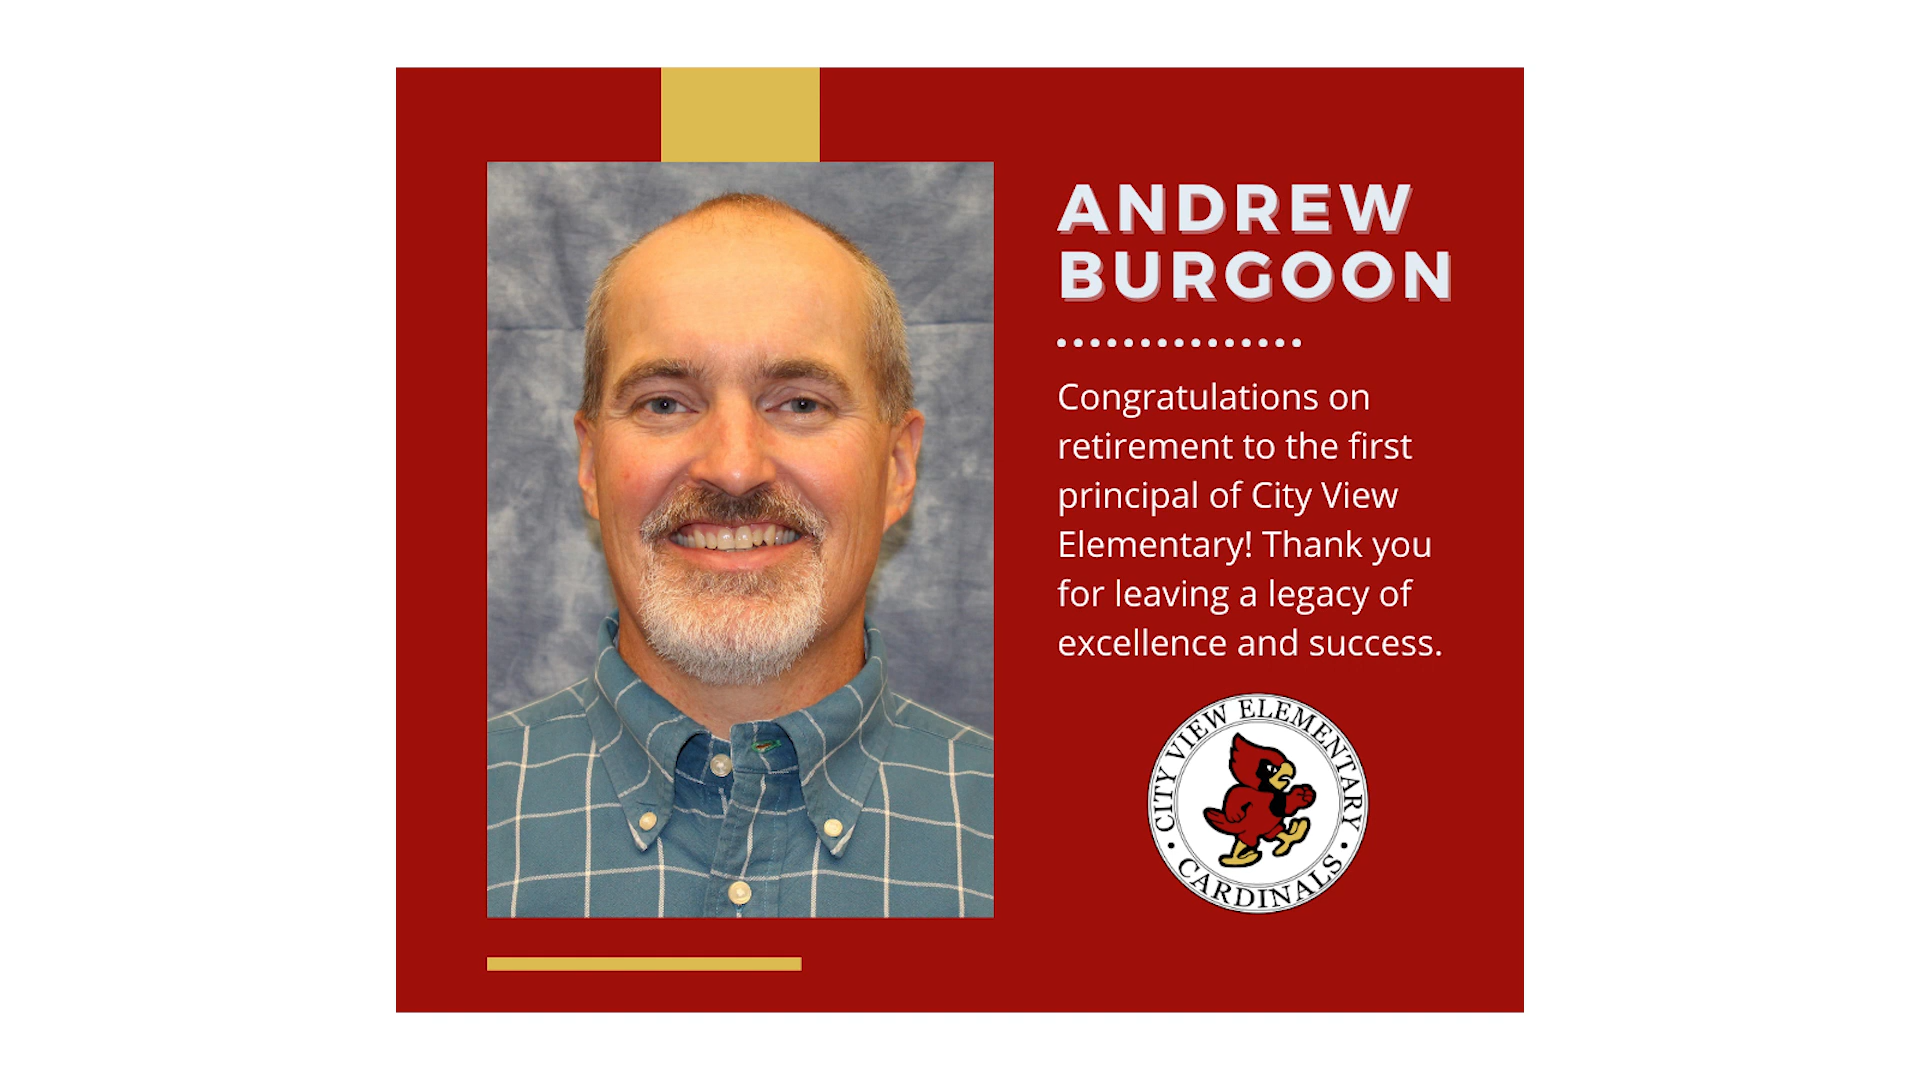 ANDREW
BURGOON
Congratulations on
retirement to the first
principal of City View
Elementary! Thank you
for leaving a legacy of
excellence and success.
CITY VIEW ELEMENTARY
• CARDINALS •